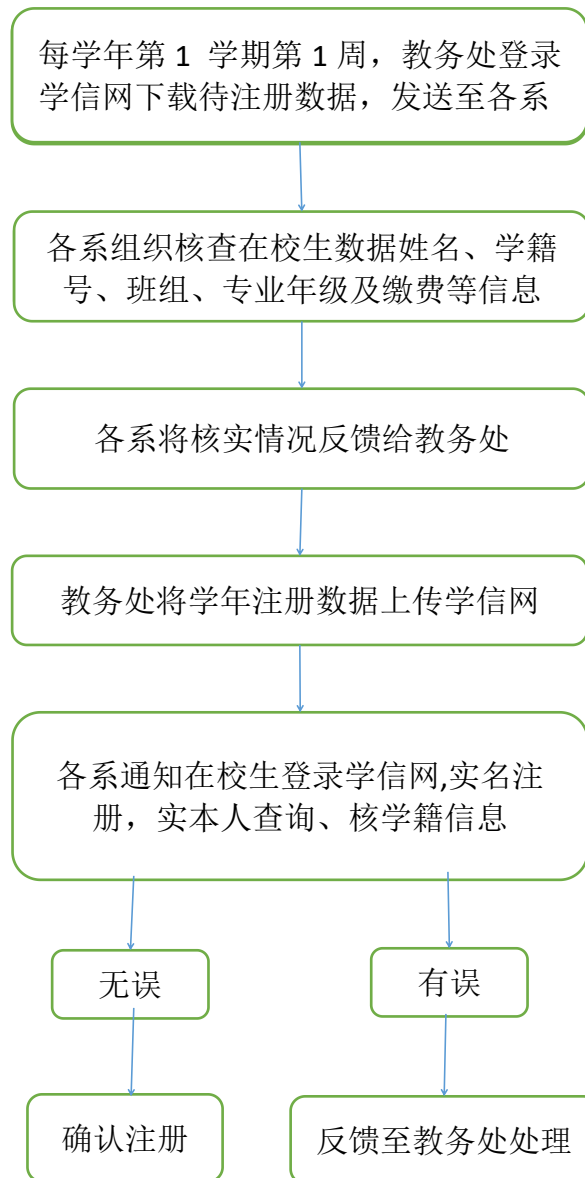 每学年第 1 学期第 1 周，教务处登录
学信网下载待注册数据，发送至各系
各系组织核查在校生数据姓名、学籍
号、班组、专业年级及缴费等信息
各系将核实情况反馈给教务处
教务处将学年注册数据上传学信网
各系通知在校生登录学信网,实名注
册，实本人查询、核学籍信息
无误
有误
确认注册
反馈至教务处处理